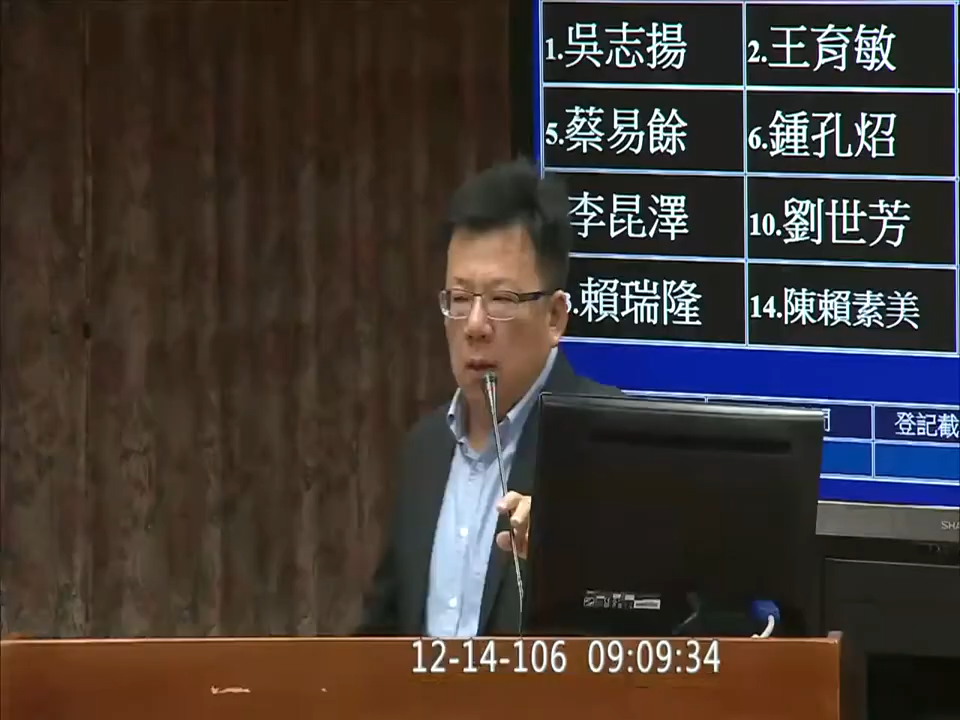 1.吳志揚 2.王育敏
5.蔡易餘 6.鍾孔炤
李昆澤 10.劉世芳
3.賴瑞隆 14.陳賴素美
登記截
SHA
12-14-106 09:09:34